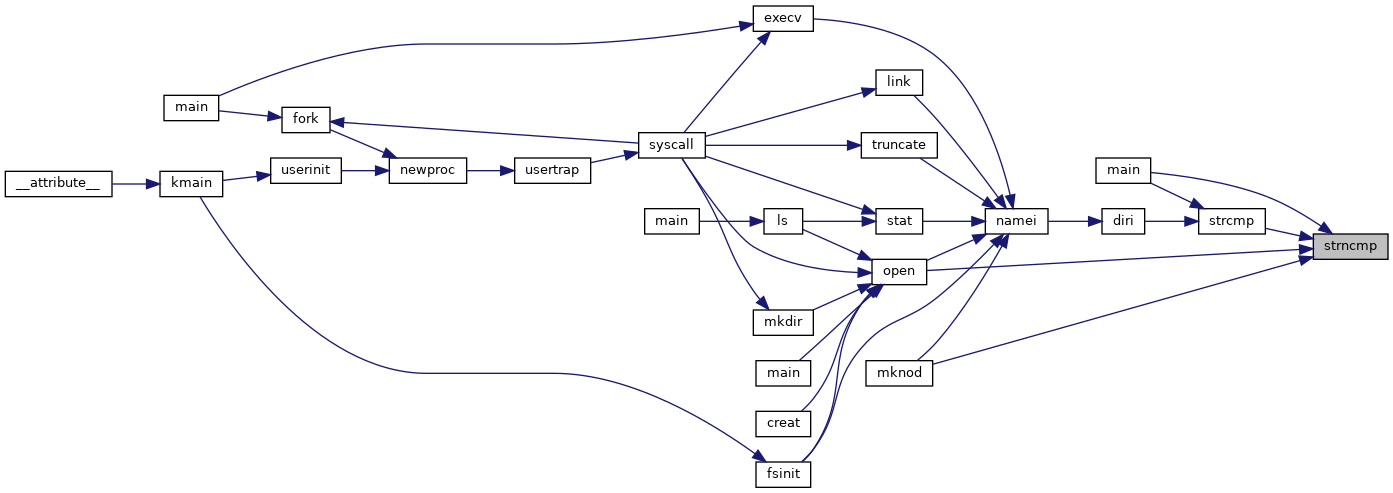 execv
link
main
fork
syscall
truncate
main
userinit
newproc
usertrap
__attribute__
kmain
main
ls
stat
namei
diri
strcmp
strncmp
open
mkdir
main
mknod
creat
fsinit